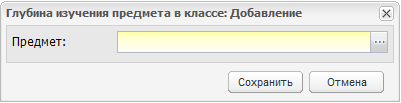 Глубина изучения предмета в классе: Добавление
Предмет:
Сохранить Отмена